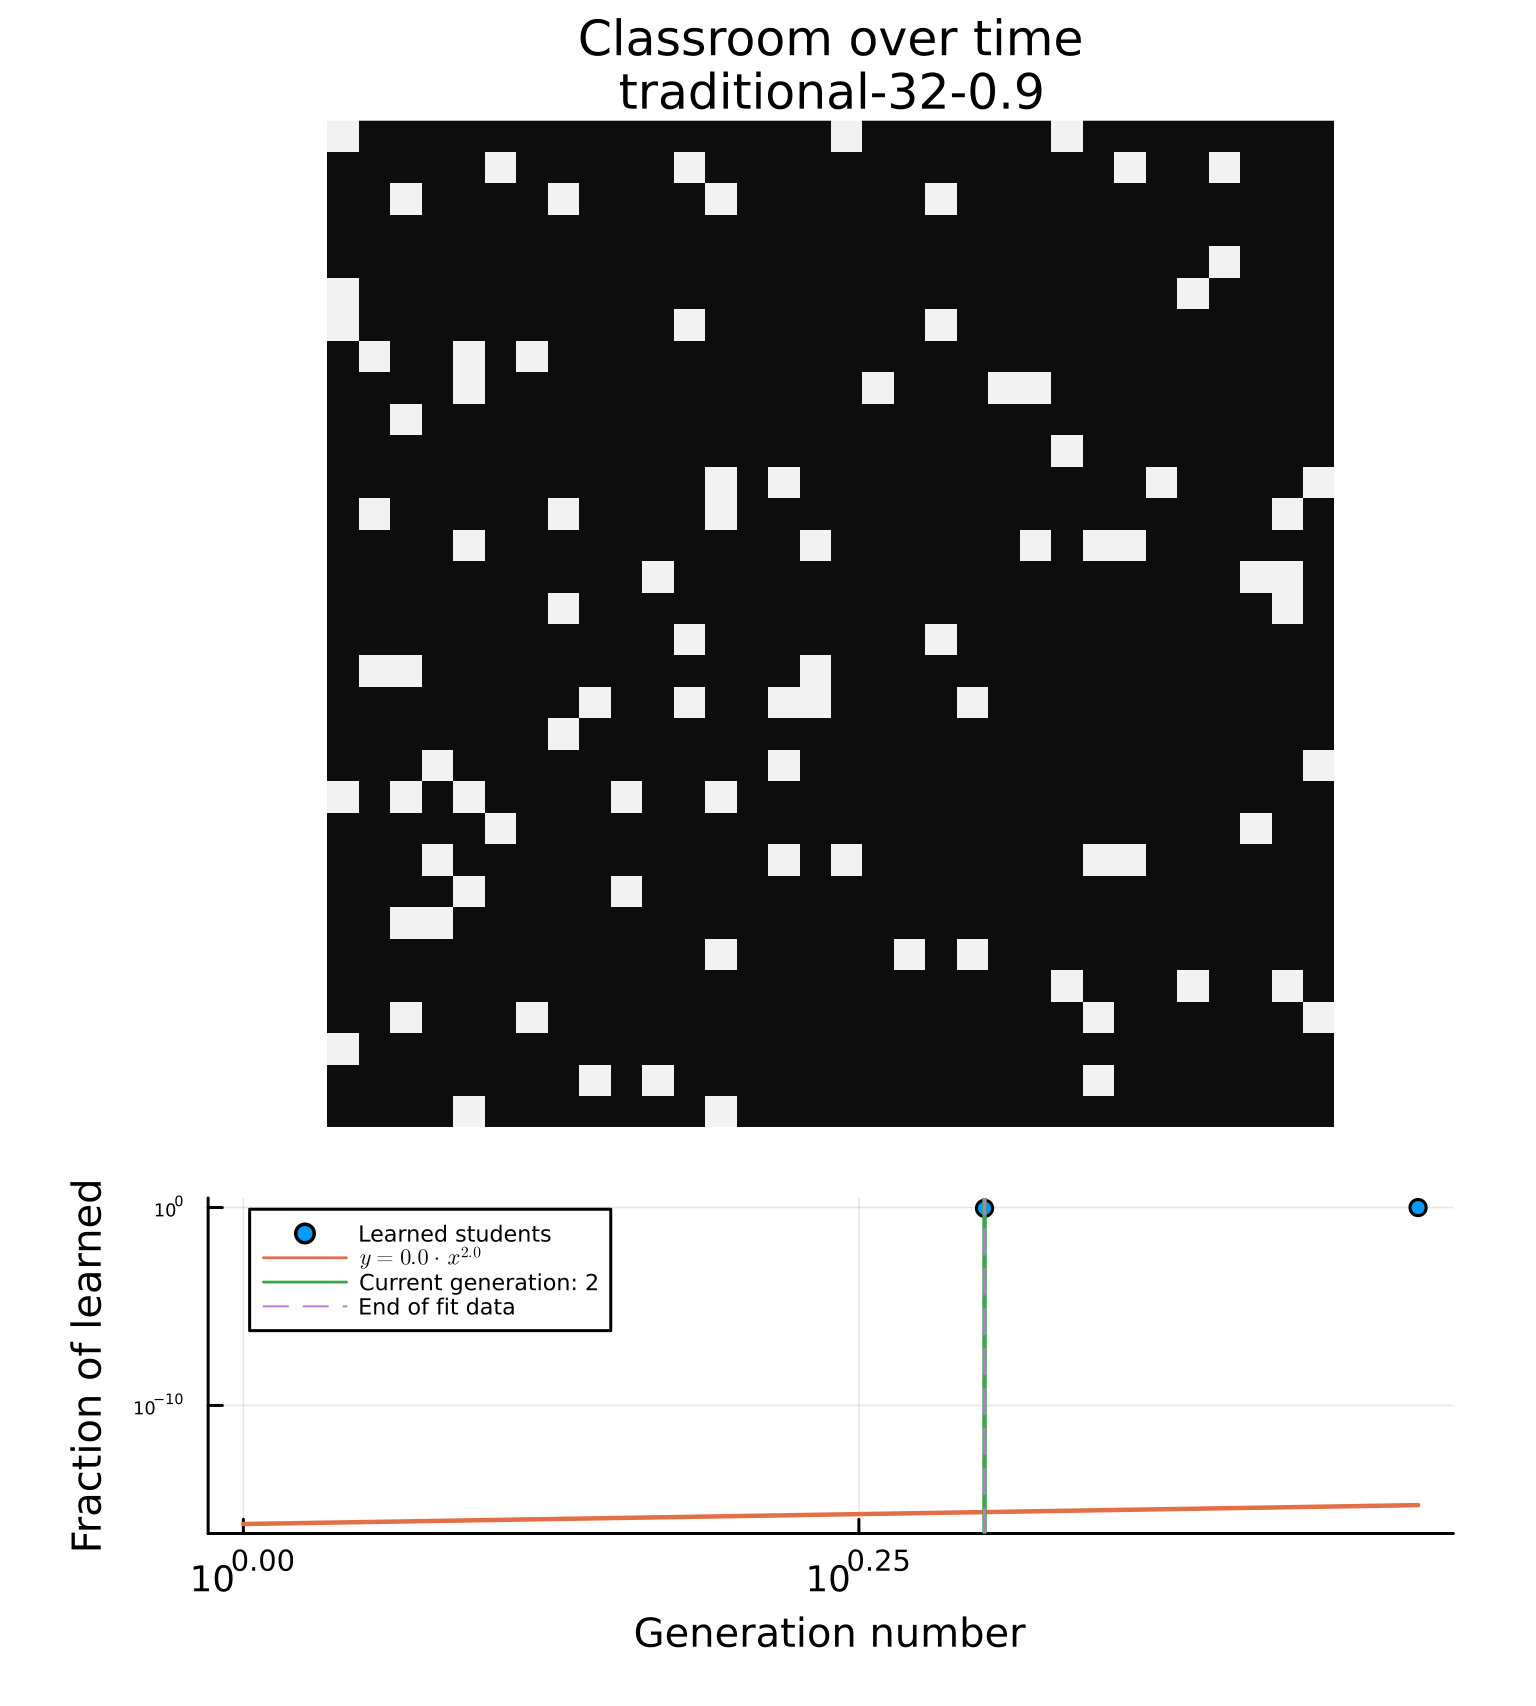 Classroom over time
traditional-32-0.9
Fraction of learned
10^0
10^−10
Learned students
y = 0.0 · x^2.0
Current generation: 2
End of fit data
10^0.00
10^0.25
Generation number